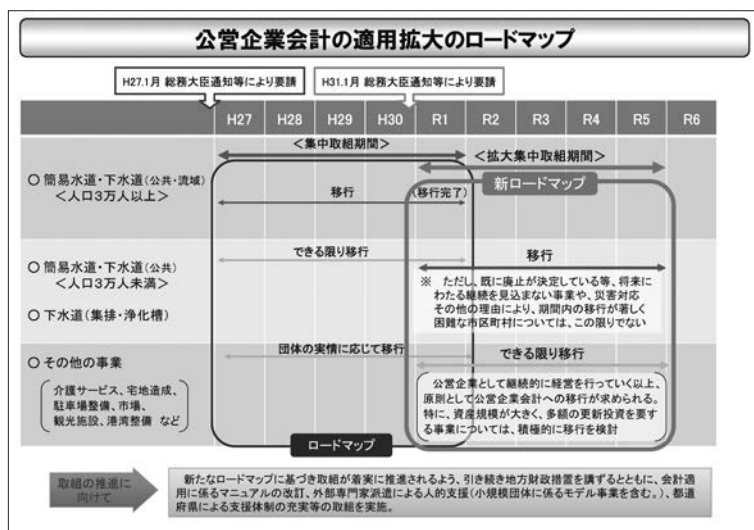 公営企業会計の適用拡大のロードマップ
H27.1月 総務大臣通知等により要請
H31.1月 総務大臣通知等により要請
H27 H28 H29 H30 R1 R2 R3 R4 R5 R6
＜集中取組期間＞
＜拡大集中取組期間＞
新ロードマップ
○ 簡易水道・下水道(公共・流域)
＜人口3万人以上＞
移行
(移行完了)
できる限り移行
移行
○ 簡易水道・下水道(公共)
＜人口3万人未満＞
○ 下水道(集排・浄化槽)
※ ただし、既に廃止が決定している等、将来に
わたる継続を見込まない事業や、災害対応
その他の理由により、期間内の移行が著しく
困難な市区町村については、この限りでない
団体の実情に応じて移行
できる限り移行
○ その他の事業
介護サービス、宅地造成、
駐車場整備、市場、
観光施設、港湾整備 など
公営企業として継続的に経営を行っていく以上、
原則として公営企業会計への移行が求められる。
特に、資産規模が大きく、多額の更新投資を要す
る事業については、積極的に移行を検討
ロードマップ
取組の推進に
向けて
新たなロードマップに基づき取組が着実に推進されるよう、引き続き地方財政措置を講ずるとともに、会計適
用に係るマニュアルの改訂、外部専門家派遣による人的支援(小規模団体に係るモデル事業を含む。)、都道
府県による支援体制の充実等の取組を実施。